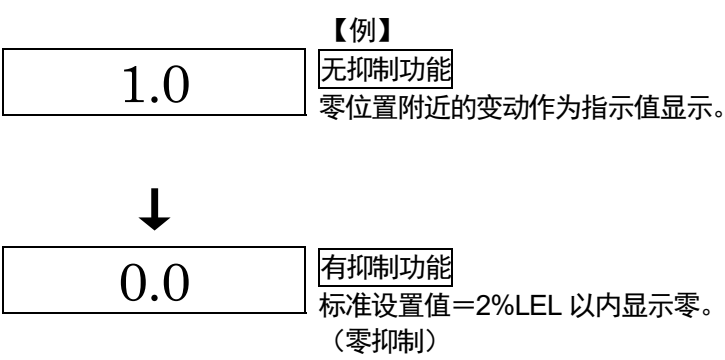 【例】
1.0
无抑制功能
零位置附近的变动作为指示值显示。
0.0
有抑制功能
标准设置值＝2%LEL 以内显示零。
（零抑制）